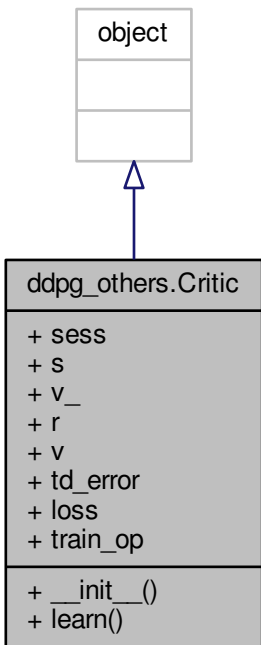 object
ddpg_others.Critic
+ sess
+ s
+ v_
+ r
+ v
+ td_error
+ loss
+ train_op
+ __init__()
+ learn()